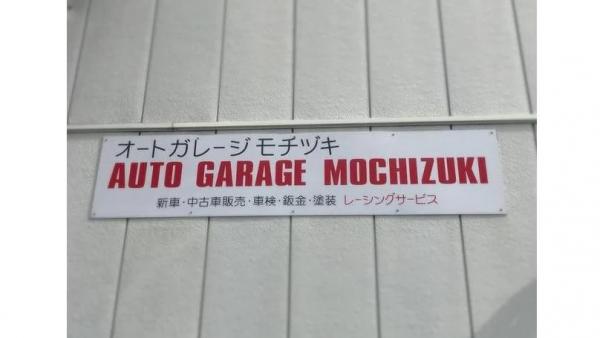 オートガレージモチヅキ
AUTO GARAGE MOCHIZUKI
新車・中古車販売・車検・鈑金・塗装 レーシングサービス